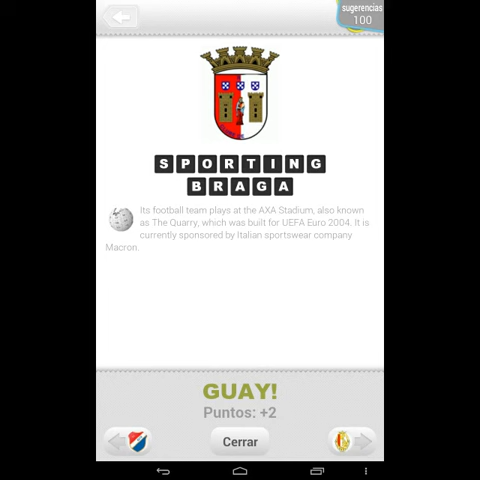 sugerencias
100
SPORTING
BRAGA
Its football team plays at the AXA Stadium, also known
as The Quarry, which was built for UEFA Euro 2004. It is
currently sponsored by Italian sportswear company
Macron.
GUAY!
Puntos: +2
Cerrar